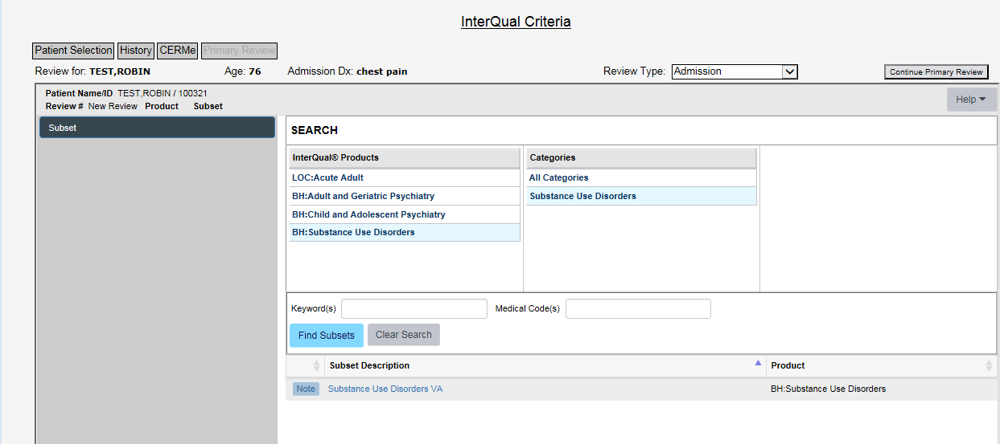 InterQual Criteria
Patient Selection History CERMe Primary Review
Review for: TEST,ROBIN Age: 76 Admission Dx: chest pain Review Type: Admission Continue Primary Review
Patient Name/ID TEST,ROBIN / 100321
Review # New Review Product Subset
Help
Subset
SEARCH
InterQual® Products Categories
LOC:Acute Adult All Categories
BH:Adult and Geriatric Psychiatry Substance Use Disorders
BH:Child and Adolescent Psychiatry
BH:Substance Use Disorders
Keyword(s) Medical Code(s)
Find Subsets Clear Search
Subset Description Product
Note Substance Use Disorders VA BH:Substance Use Disorders